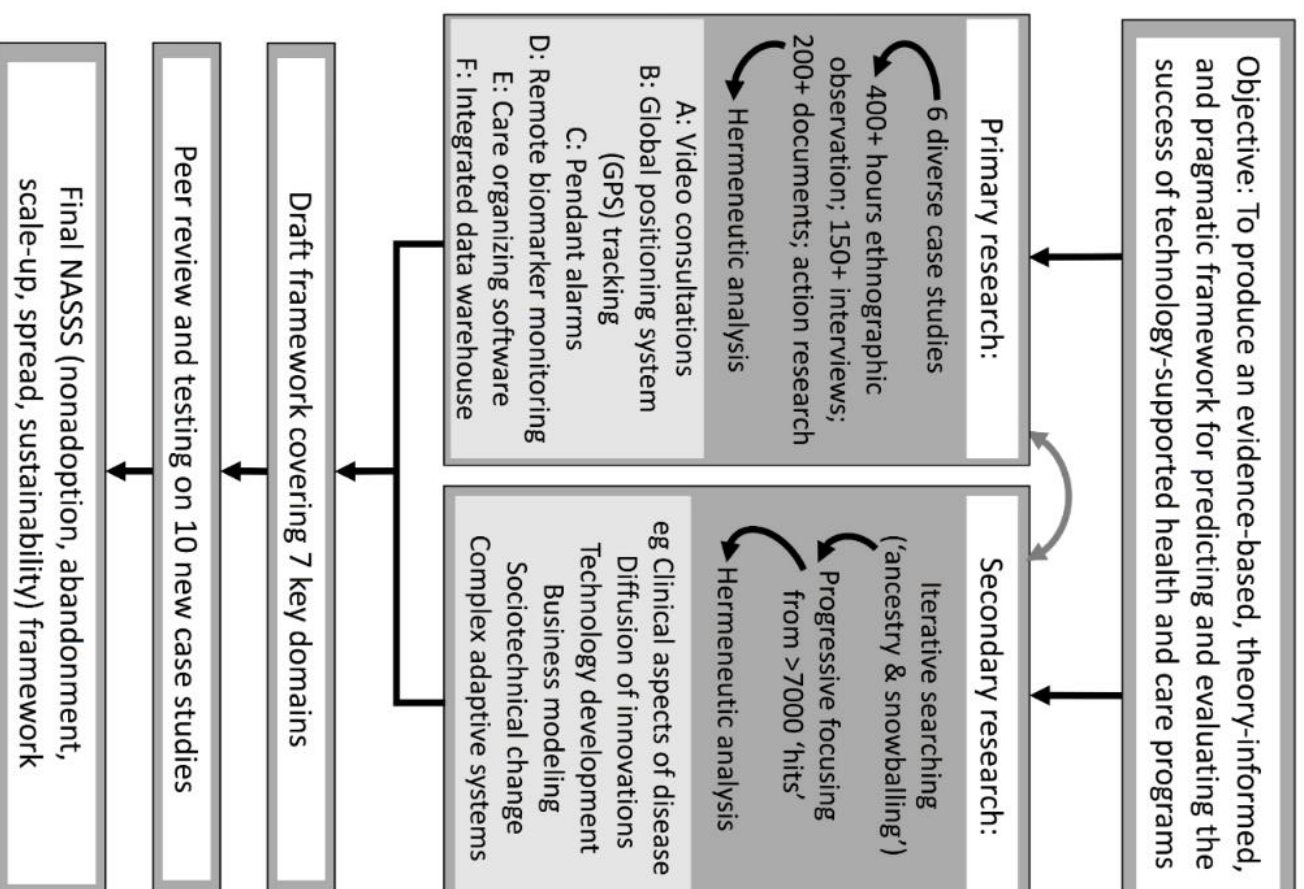 Objective: To produce an evidence-based, theory-informed,
and pragmatic framework for predicting and evaluating the
success of technology-supported health and care programs
Primary research:
6 diverse case studies
400+ hours ethnographic
observation; 150+ interviews;
200+ documents; action research
Hermeneutic analysis
A: Video consultations
B: Global positioning system
(GPS) tracking
C: Pendant alarms
D: Remote biomarker monitoring
E: Care organizing software
F: Integrated data warehouse
Secondary research:
Iterative searching
(‘ancestry & snowballing’)
Progressive focusing
from >7000 ‘hits’
Hermeneutic analysis
eg Clinical aspects of disease
Diffusion of innovations
Technology development
Business modeling
Sociotechnical change
Complex adaptive systems
Draft framework covering 7 key domains
Peer review and testing on 10 new case studies
Final NASSS (nonadoption, abandonment,
scale-up, spread, sustainability) framework